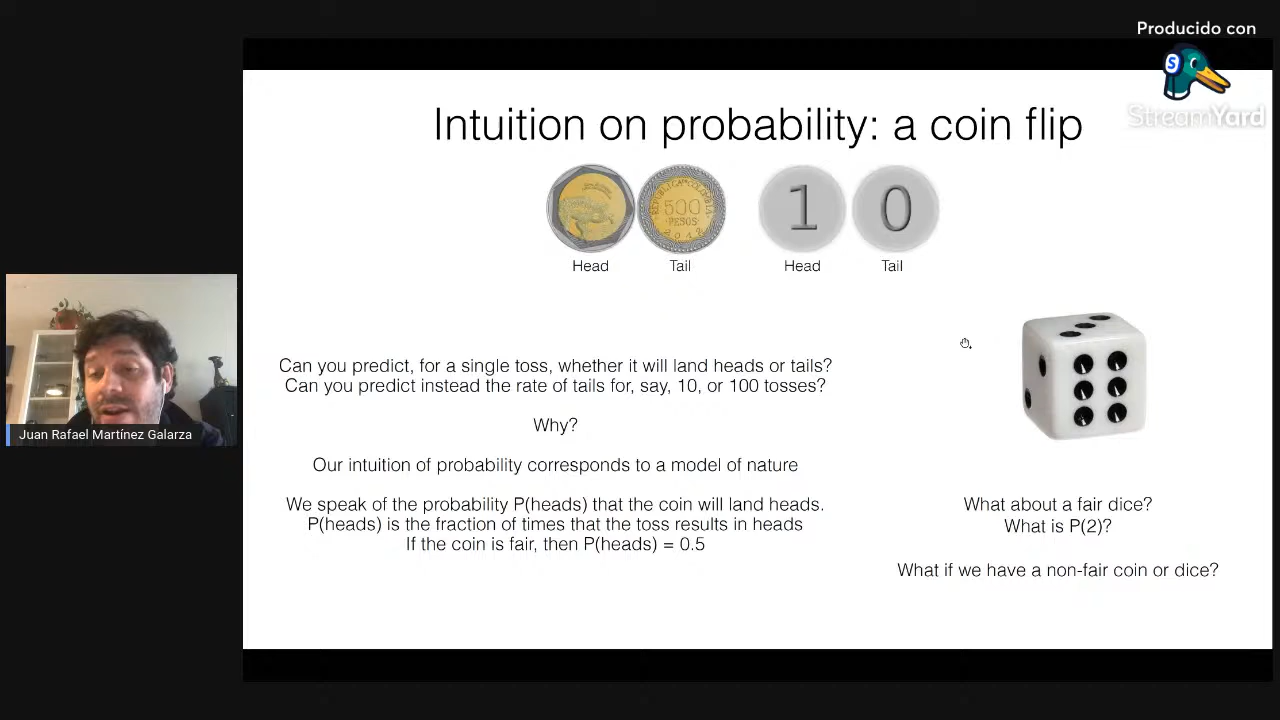 Producido con
S
StreamYard
Intuition on probability: a coin flip
500
PESOS
1
0
Head
Tail
Head
Tail
Can you predict, for a single toss, whether it will land heads or tails?
Can you predict instead the rate of tails for, say, 10, or 100 tosses?
Why?
Our intuition of probability corresponds to a model of nature
We speak of the probability P(heads) that the coin will land heads.
P(heads) is the fraction of times that the toss results in heads
If the coin is fair, then P(heads) = 0.5
What about a fair dice?
What is P(2)?
What if we have a non-fair coin or dice?
Juan Rafael Martínez Galarza